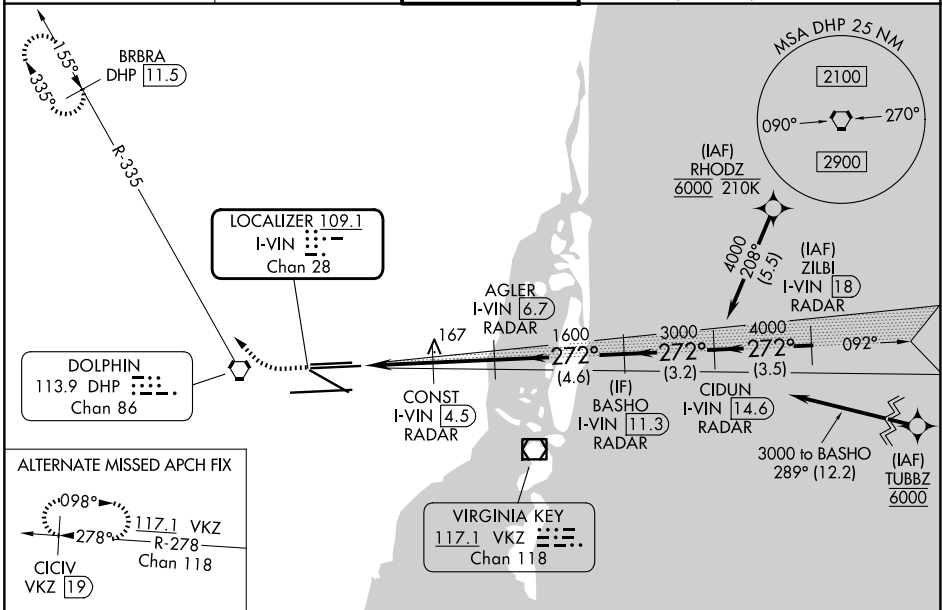 MSA DHP 25 NM
2100
090°
270°
2900
155°
335°
BRBRA
DHP 11.5
R-335
(IAF)
RHODZ
6000 210K
4000
208°
(5.5)
LOCALIZER 109.1
I-VIN
Chan 28
(IAF)
ZILBI
I-VIN 18
RADAR
AGLER
I-VIN 6.7
RADAR
167
1600
3000
4000
272°
272°
272°
092°
(4.6)
(3.2)
(3.5)
DOLPHIN
113.9 DHP
Chan 86
CONST
I-VIN 4.5
RADAR
(IF)
BASHO
I-VIN 11.3
RADAR
CIDUN
I-VIN 14.6
RADAR
3000 to BASHO
289° (12.2)
(IAF)
TUBBZ
6000
ALTERNATE MISSED APCH FIX
098°
278°
117.1 VKZ
R-278
Chan 118
CICIV
VKZ 19
VIRGINIA KEY
117.1 VKZ
Chan 118